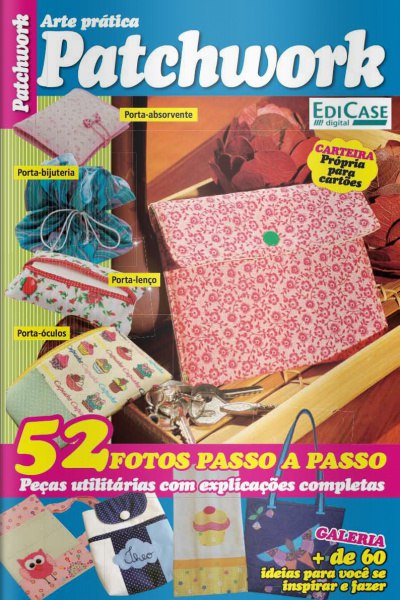 Patchwork
Arte prática
Patchwork
EDICASE
digital
Porta-absorvente
CARTEIRA
Própria
para
cartões
Porta-bijuteria
Porta-lenço
Porta-óculos
52 FOTOS PASSO A PASSO
Peças utilitárias com explicações completas
Theo
GALERIA
+ de 60
ideias para você se
inspirar e fazer